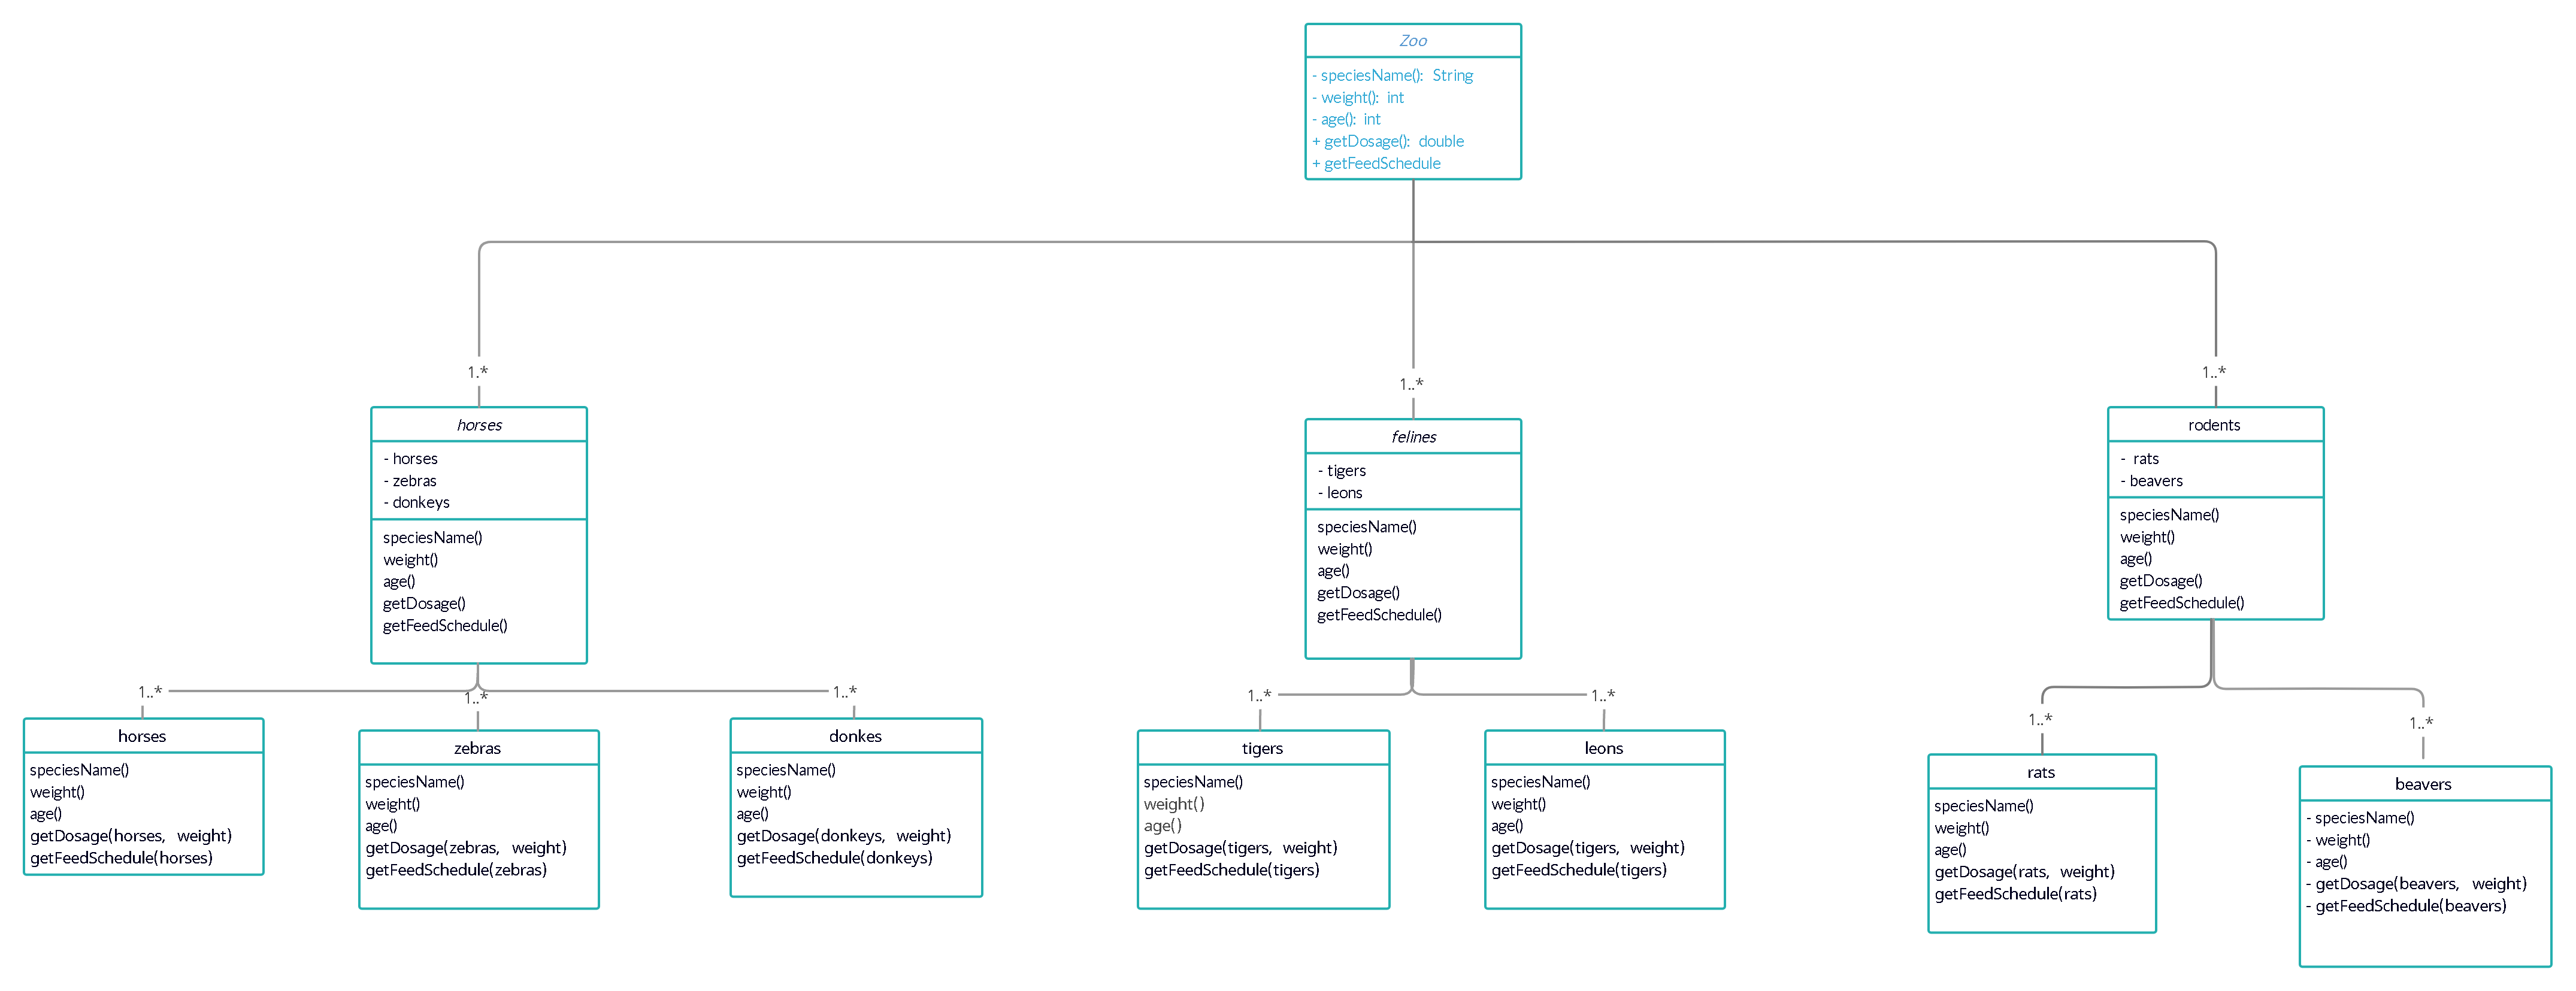 Zoo
- speciesName(): String
- weight(): int
- age(): int
+ getDosage(): double
+ getFeedSchedule
1.*
1..*
1..*
horses
- horses
- zebras
- donkeys
speciesName()
weight()
age()
getDosage()
getFeedSchedule()
felines
- tigers
- leons
speciesName()
weight()
age()
getDosage()
getFeedSchedule()
rodents
- rats
- beavers
speciesName()
weight()
age()
getDosage()
getFeedSchedule()
1..*
1..*
1..*
1..*
1..*
1..*
1..*
horses
speciesName()
weight()
age()
getDosage(horses, weight)
getFeedSchedule(horses)
zebras
speciesName()
weight()
age()
getDosage(zebras, weight)
getFeedSchedule(zebras)
donkes
speciesName()
weight()
age()
getDosage(donkeys, weight)
getFeedSchedule(donkeys)
tigers
speciesName()
weight()
age()
getDosage(tigers, weight)
getFeedSchedule(tigers)
leons
speciesName()
weight()
age()
getDosage(tigers, weight)
getFeedSchedule(tigers)
rats
speciesName()
weight()
age()
getDosage(rats, weight)
getFeedSchedule(rats)
beavers
- speciesName()
- weight()
- age()
- getDosage(beavers, weight)
- getFeedSchedule(beavers)